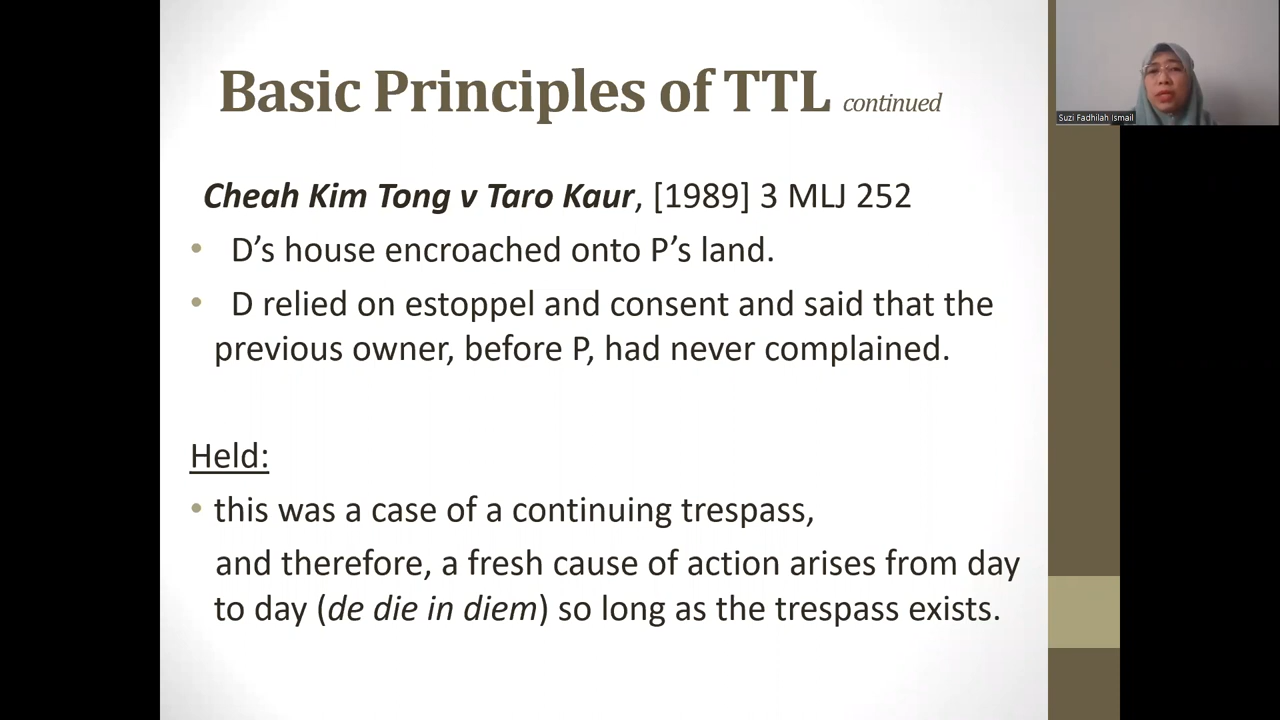 Basic Principles of TTL continued
Suzi Fadhilah Ismail
Cheah Kim Tong v Taro Kaur, [1989] 3 MLJ 252
• D’s house encroached onto P’s land.
• D relied on estoppel and consent and said that the
previous owner, before P, had never complained.
Held:
• this was a case of a continuing trespass,
and therefore, a fresh cause of action arises from day
to day (de die in diem) so long as the trespass exists.